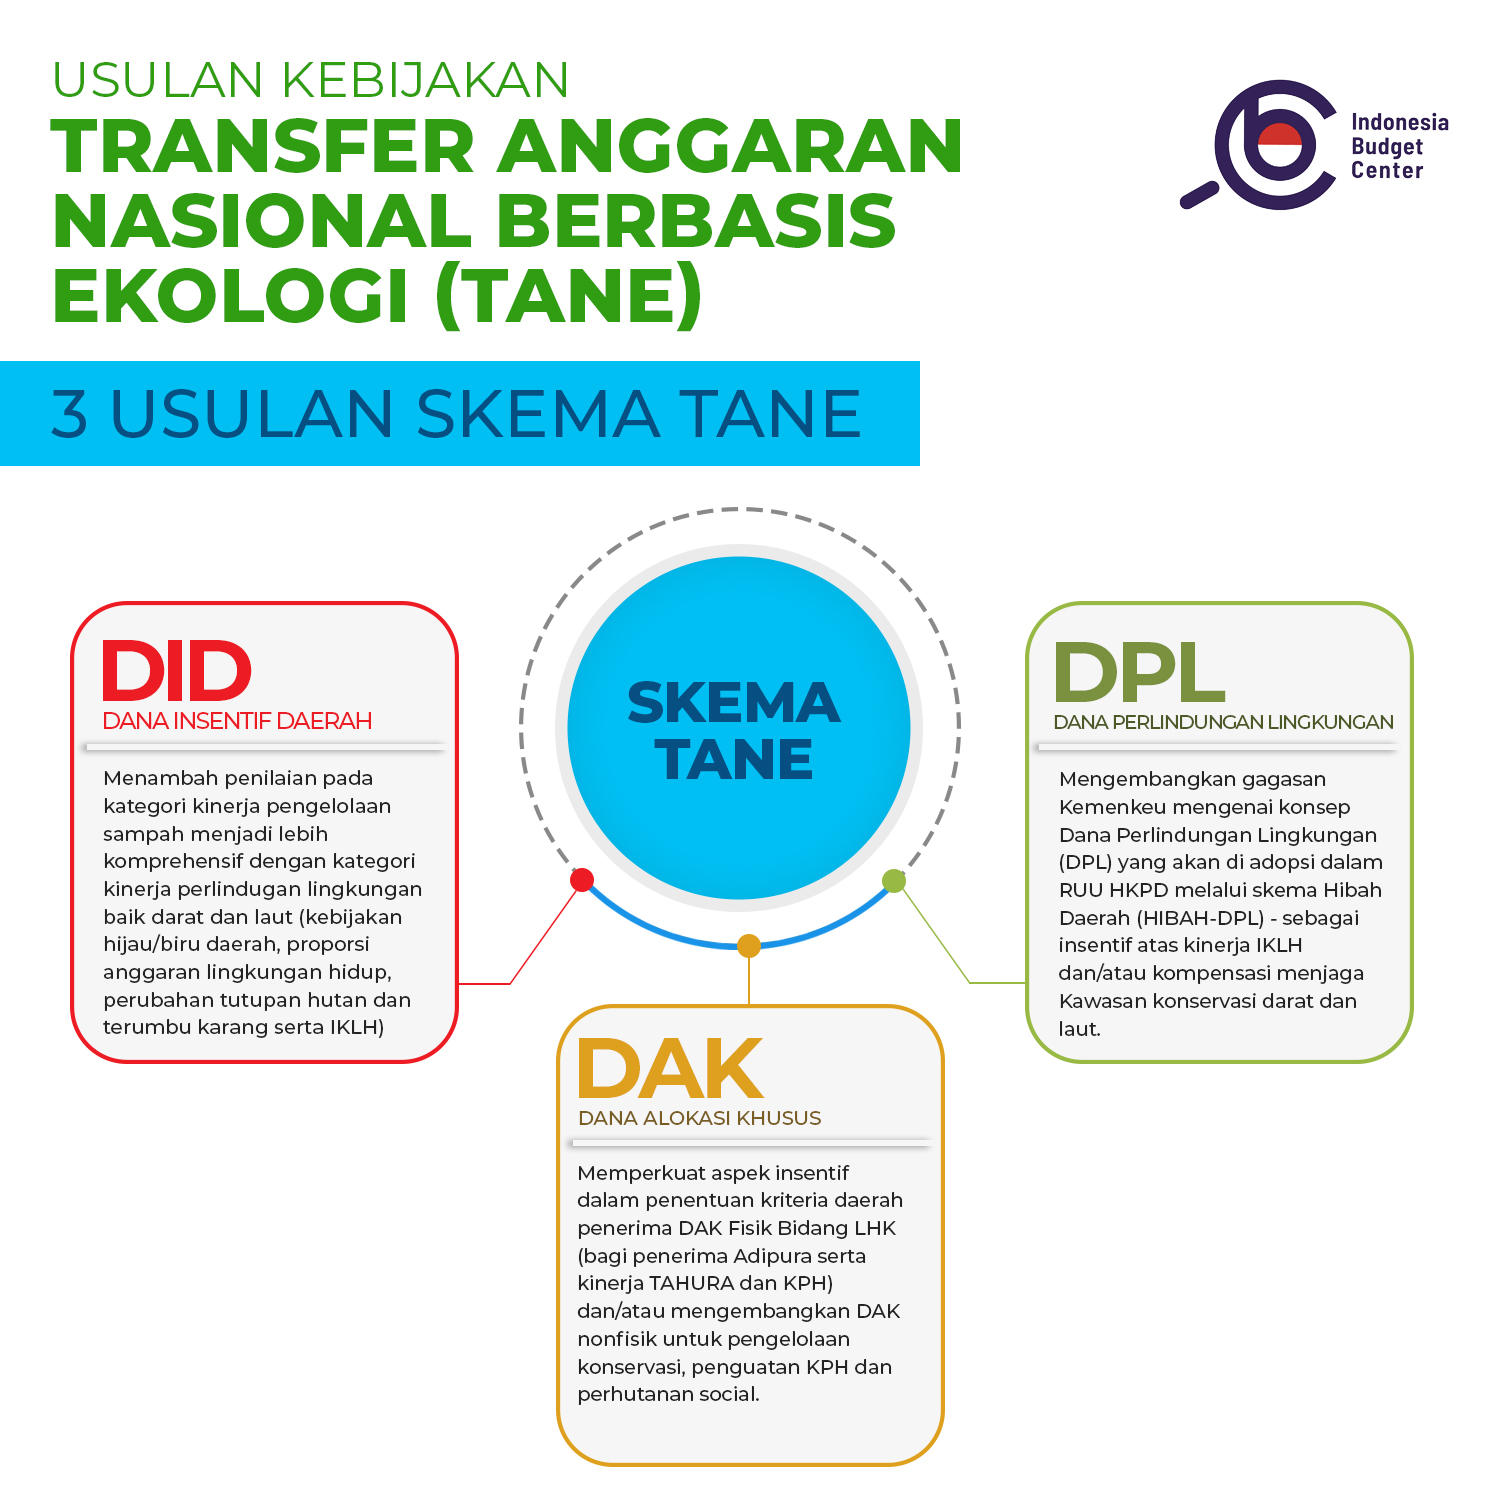 USULAN KEBIJAKAN
TRANSFER ANGGARAN
NASIONAL BERBASIS
EKOLOGI (TANE)
Indonesia
Budget
Center
3 USULAN SKEMA TANE
SKEMA
TANE
DID
DANA INSENTIF DAERAH
Menambah penilaian pada
kategori kinerja pengelolaan
sampah menjadi lebih
komprehensif dengan kategori
kinerja perlindugan lingkungan
baik darat dan laut (kebijakan
hijau/biru daerah, proporsi
anggaran lingkungan hidup,
perubahan tutupan hutan dan
terumbu karang serta IKLH)
DAK
DANA ALOKASI KHUSUS
Memperkuat aspek insentif
dalam penentuan kriteria daerah
penerima DAK Fisik Bidang LHK
(bagi penerima Adipura serta
kinerja TAHURA dan KPH)
dan/atau mengembangkan DAK
nonfisik untuk pengelolaan
konservasi, penguatan KPH dan
perhutanan social.
DPL
DANA PERLINDUNGAN LINGKUNGAN
Mengembangkan gagasan
Kemenkeu mengenai konsep
Dana Perlindungan Lingkungan
(DPL) yang akan di adopsi dalam
RUU HKPD melalui skema Hibah
Daerah (HIBAH-DPL) - sebagai
insentif atas kinerja IKLH
dan/atau kompensasi menjaga
Kawasan konservasi darat dan
laut.